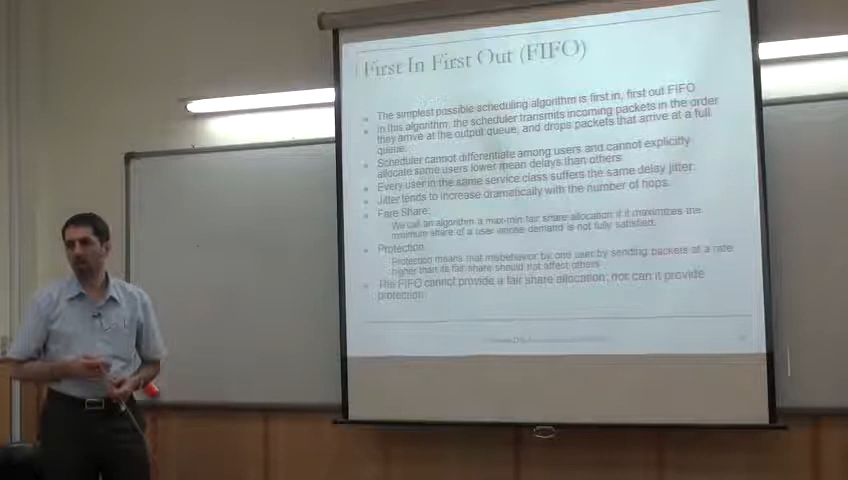 First In First Out (FIFO)
The simplest possible scheduling algorithm is first in, first out FIFO
In this algorithm, the scheduler transmits incoming packets in the order
they arrive at the output queue, and drops packets that arrive at a full
queue.
Scheduler cannot differentiate among users and cannot explicitly
allocate some users lower mean delays than others
Every user in the same service class suffers the same delay jitter.
Jitter tends to increase dramatically with the number of hops.
Fare Share:
We call an algorithm a max-min fair share allocation if it maximizes the
minimum share of a user whose demand is not fully satisfied.
Protection
Protection means that misbehavior by one user by sending packets at a rate
higher than its fair share should not affect others
The FIFO cannot provide a fair share allocation; nor can it provide
protection.